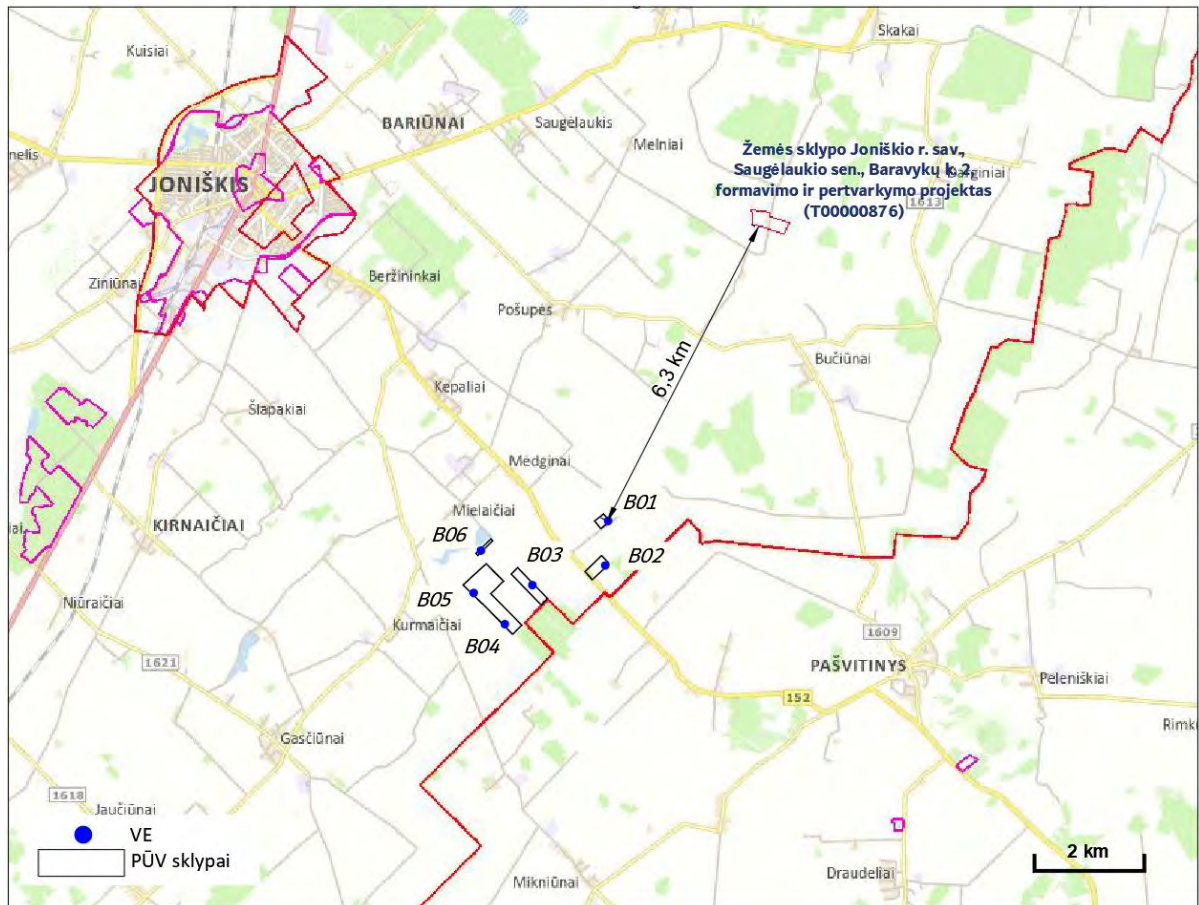 Kuisiai
Skakai
BARIŪNAI
Saugėlaukis
Melniai
nelis
JONIŠKIS
Žemės sklypo Joniškio r. sav.,
Saugėlaukio sen., Baravykų k. 2,
formavimo ir pertvarkymo projektas
(T00000876)
1613
Ziniūnai
Beržininkai
Pošupės
6,3 km
Bučiūnai
Kepaliai
Šlapakiai
Medginai
Mielaičiai
KIRNAIČIAI
B01
B06
B03
B02
B05
Niūraičiai
Kurmaičiai
B04
1609
1621
PAŠVITINYS
Peleniškiai
152
Rimk
Gasčiūnai
1618
Jaučiūnai
VE
PŪV sklypai
2 km
Mikniūnai
Draudeliai